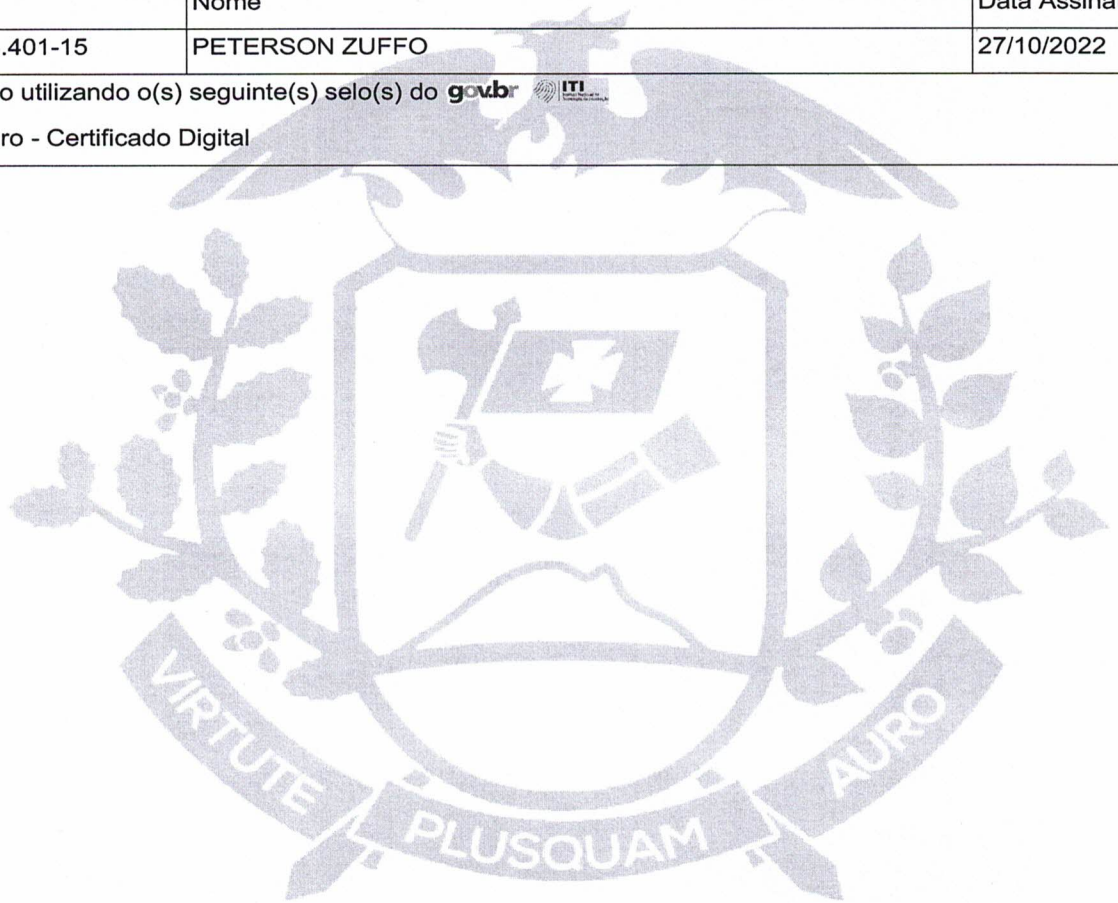 Nome
Data Assina
.401-15
PETERSON ZUFFO
27/10/2022
o utilizando o(s) seguinte(s) selo(s) do gov.br ITI
ro - Certificado Digital
VIRTUTE
PLUSQUAM
AURO